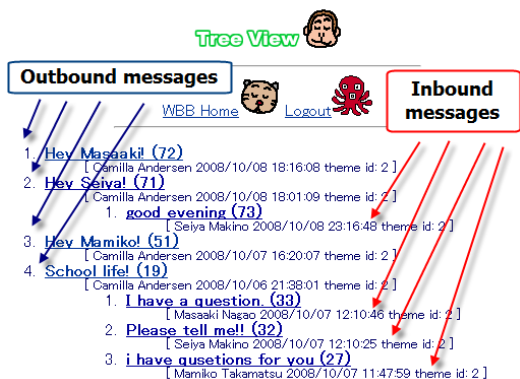 Tree View
Outbound messages
Inbound
messages
WBB Home Logout
1. Hey Masaaki! (72)
[ Camilla Andersen 2008/10/08 18:16:08 theme id: 2 ]
2. Hey Seiya! (71)
[ Camilla Andersen 2008/10/08 18:01:09 theme id: 2 ]
1. good evening (73)
[ Seiya Makino 2008/10/08 23:16:48 theme id: 2 ]
3. Hey Mamiko! (51)
[ Camilla Andersen 2008/10/07 16:20:07 theme id: 2 ]
4. School life! (19)
[ Camilla Andersen 2008/10/06 21:38:01 theme id: 2 ]
1. I have a question. (33)
[ Masaaki Nagao 2008/10/07 12:10:46 theme id: 2 ]
2. Please tell me!! (32)
[ Seiya Makino 2008/10/07 12:10:25 theme id: 2 ]
3. i have qusetions for you (27)
[ Mamiko Takamatsu 2008/10/07 11:47:59 theme id: 2 ]